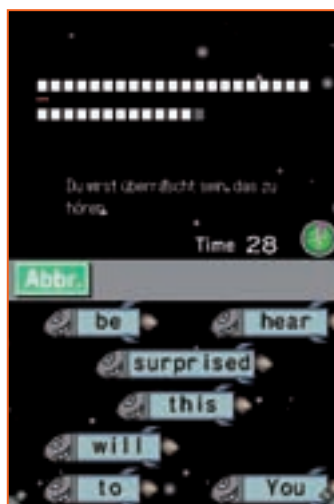 Du wirst überrascht sein, das zu
hören.
Time 28
Abbr.
be hear
surprised
this
will
to You